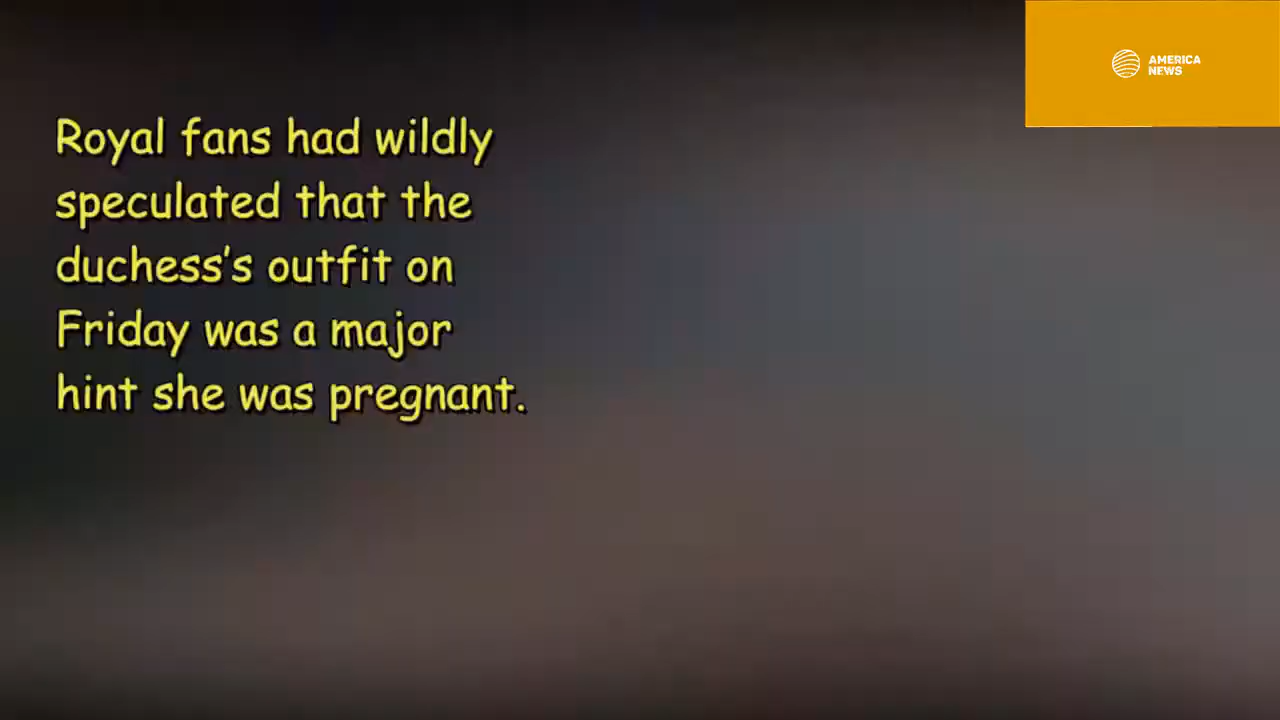 AMERICA
NEWS
Royal fans had wildly
speculated that the
duchess’s outfit on
Friday was a major
hint she was pregnant.